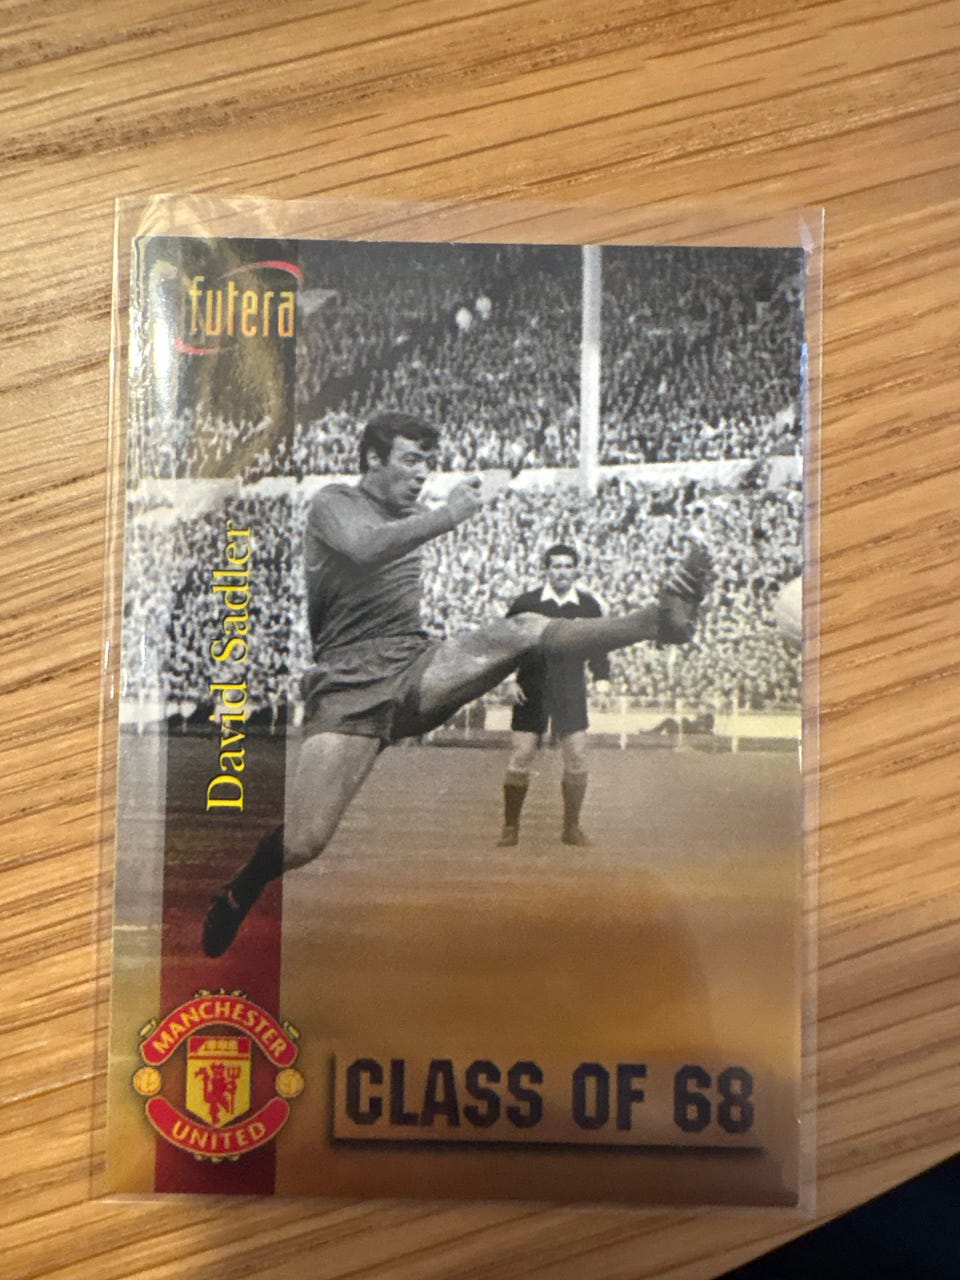 futera
David Sadler
MANCHESTER
UNITED
CLASS OF 68